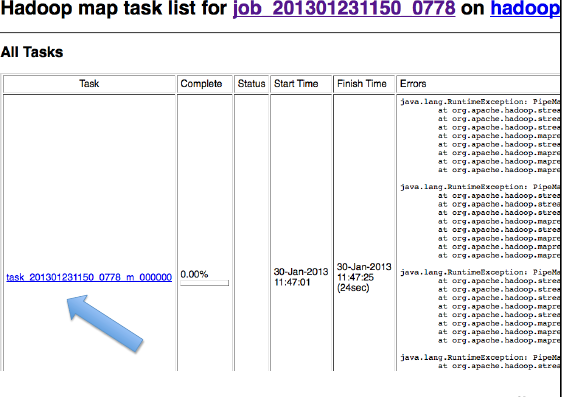 Hadoop map task list for job_201301231150_0778 on hadoop
All Tasks
Task Complete Status Start Time Finish Time Errors
task_201301231150_0778_m_000000
0.00%
30-Jan-2013
11:47:01
30-Jan-2013
11:47:25
(24sec)
java.lang.RuntimeException: PipeMa
at org.apache.hadoop.strea
at org.apache.hadoop.strea
at org.apache.hadoop.mapre
at org.apache.hadoop.strea
at org.apache.hadoop.mapre
at org.apache.hadoop.mapre
at org.apache.hadoop.mapre
java.lang.RuntimeException: PipeMa
at org.apache.hadoop.strea
at org.apache.hadoop.strea
at org.apache.hadoop.strea
at org.apache.hadoop.mapre
at org.apache.hadoop.strea
at org.apache.hadoop.mapre
at org.apache.hadoop.mapre
at org.apache.hadoop.mapre
java.lang.RuntimeException: PipeMa
at org.apache.hadoop.strea
at org.apache.hadoop.strea
at org.apache.hadoop.strea
at org.apache.hadoop.mapre
at org.apache.hadoop.strea
at org.apache.hadoop.mapre
at org.apache.hadoop.mapre
at org.apache.hadoop.mapre
java.lang.RuntimeException: PipeMa
at org.apache.hadoop.strea